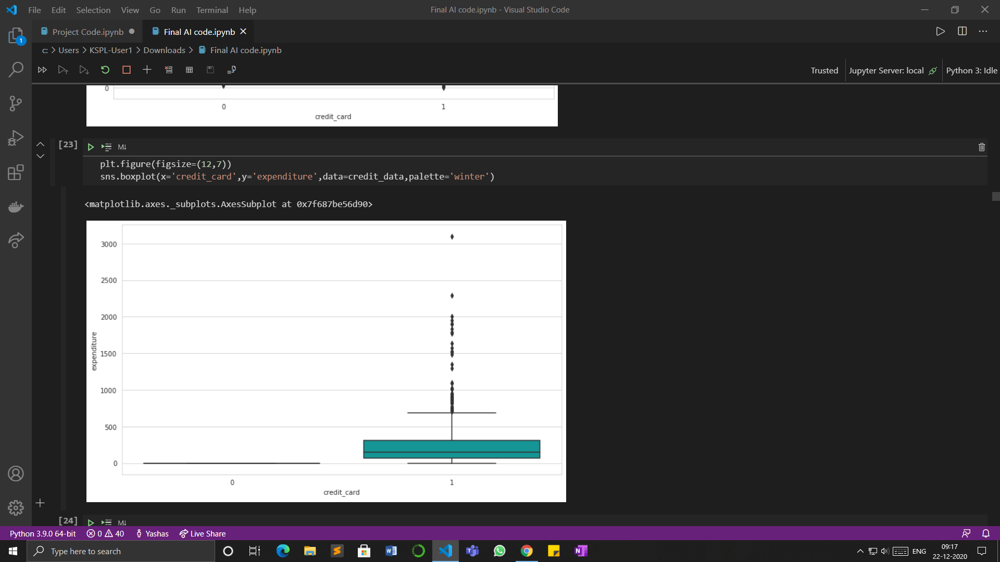 File Edit Selection View Go Run Terminal Help
Final AI code.ipynb - Visual Studio Code
1
Project Code.ipynb
Final AI code.ipynb
c: > Users > KSPL-User1 > Downloads > Final AI code.ipynb
Trusted
Jupyter Server: local
Python 3: Idle
0
0 1
credit_card
[23]
M↓
plt.figure(figsize=(12,7))
sns.boxplot(x='credit_card',y='expenditure',data=credit_data,palette='winter')
<matplotlib.axes._subplots.AxesSubplot at 0x7f687be56d90>
3000
2500
2000
1500
1000
500
0
expenditure
0 1
credit_card
[24]
M↓
Python 3.9.0 64-bit 0 40 Yashas Live Share
Type here to search
ENG
09:17
22-12-2020